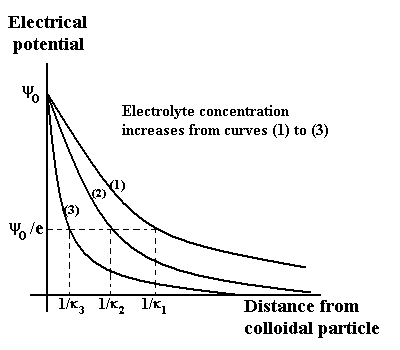 Electrical
potential
Ψ₀
Electrolyte concentration
increases from curves (1) to (3)
(1)
(2)
(3)
Ψ₀/e
1/κ₃ 1/κ₂ 1/κ₁
Distance from
colloidal particle